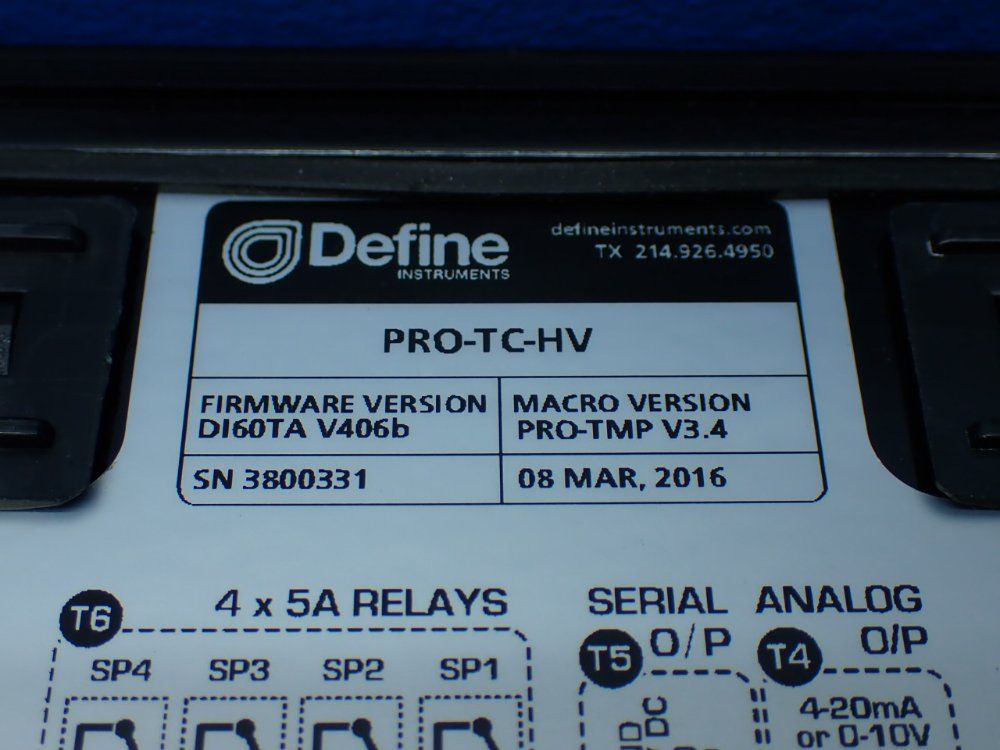 Define
INSTRUMENTS
defineinstruments.com
TX 214.926.4950
PRO-TC-HV
FIRMWARE VERSION
DI60TA V406b
MACRO VERSION
PRO-TMP V3.4
SN 3800331
08 MAR, 2016
T6
4 x 5A RELAYS
SP4 SP3 SP2 SP1
SERIAL
O/P
T5
DC
ANALOG
O/P
T4
4-20mA
or 0-10V